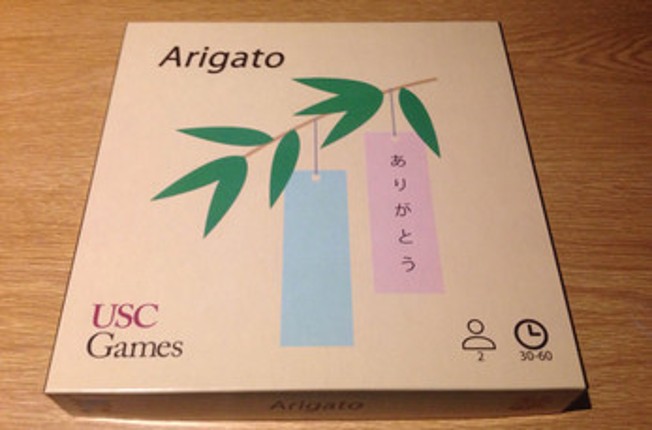 Arigato
ありがとう
USC
Games
2
30-60
Arigato